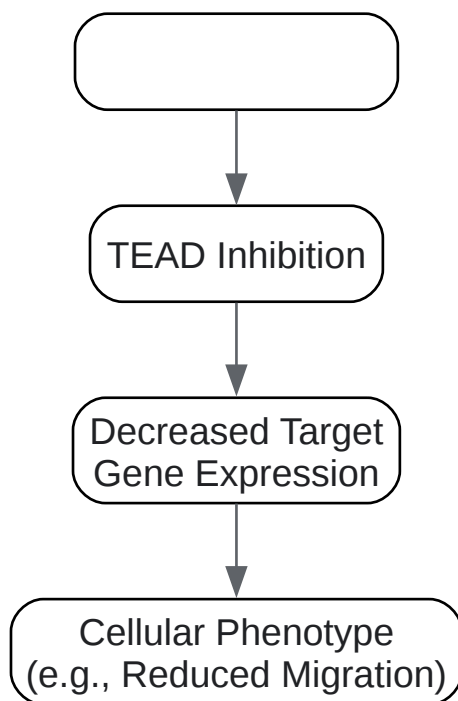 TEAD Inhibition
Decreased Target
Gene Expression
Cellular Phenotype
(e.g., Reduced Migration)